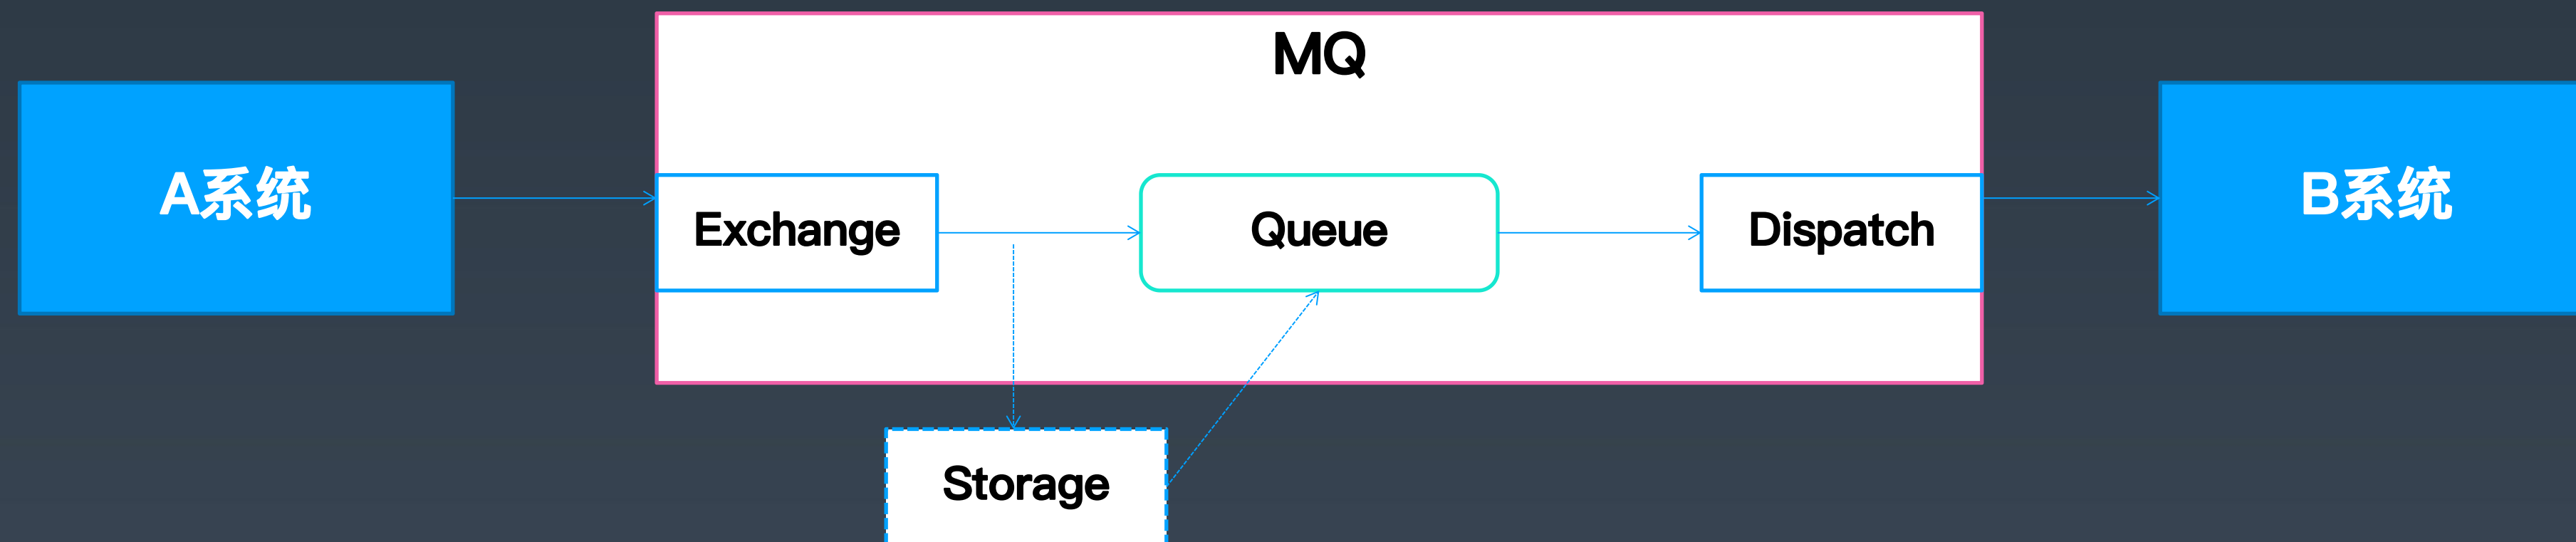 MQ
A系统
Exchange
Queue
Dispatch
B系统
Storage